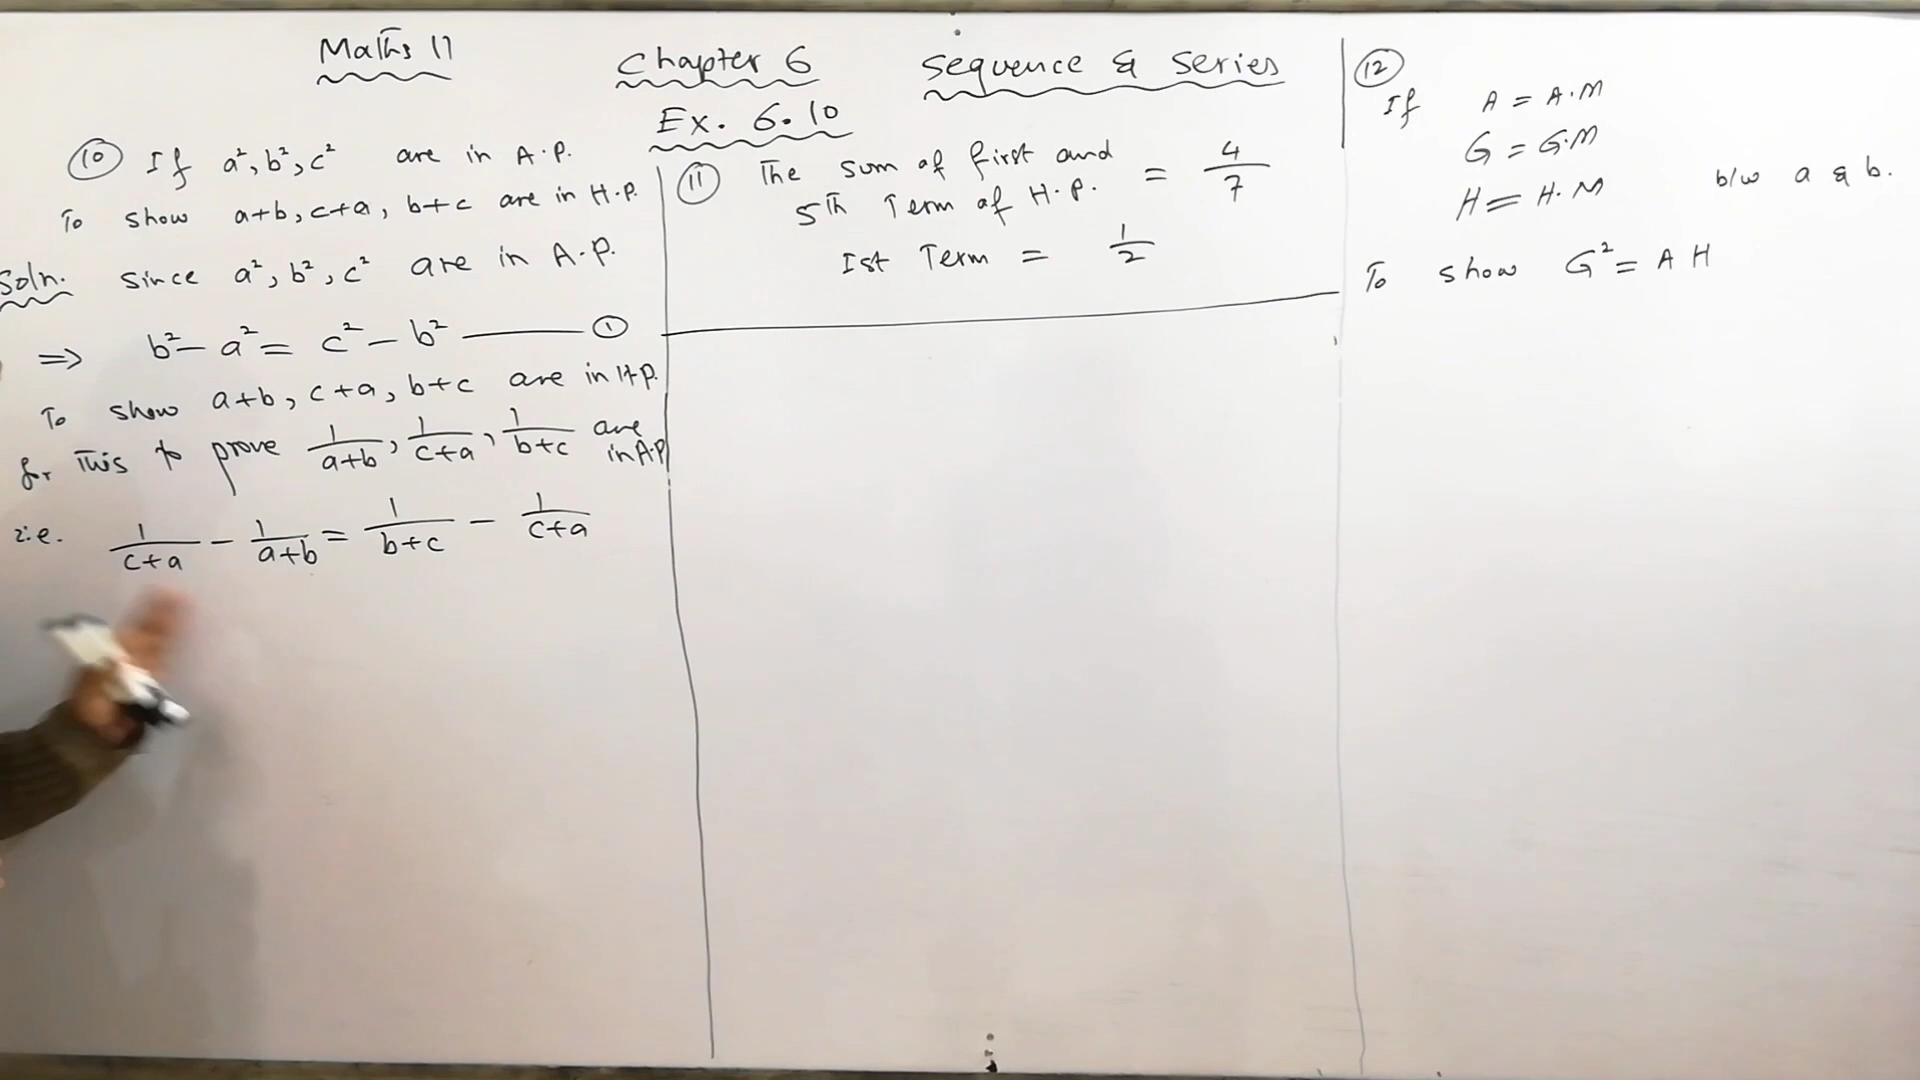 Maths 11
Chapter 6
Sequence & Series
Ex. 6.10
(10) If a², b², c² are in A.P.
To show a+b, c+a, b+c are in H.P.
Soln. Since a², b², c² are in A.P.
⇒ b² − a² = c² − b² ——— (1)
To show a+b, c+a, b+c are in H.P.
for This to prove 1/(a+b), 1/(c+a), 1/(b+c) are in A.P
i.e. 1/(c+a) − 1/(a+b) = 1/(b+c) − 1/(c+a)
(11) The sum of first and
5th Term of H.P. = 4/7
Ist Term = 1/2
(12)
If A = A.M
G = G.M
H = H.M b/w a & b.
To show G² = A H